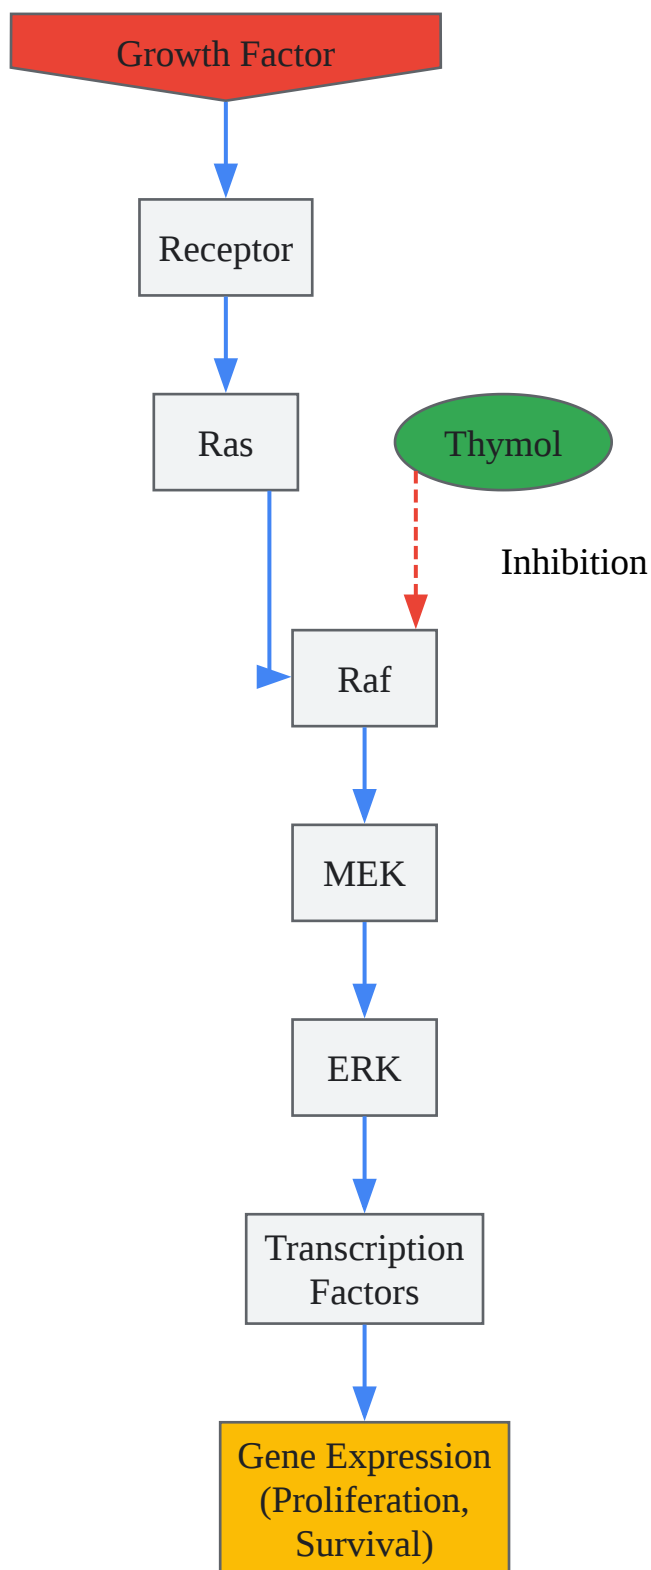 Growth Factor
Receptor
Ras
Thymol
Inhibition
Raf
MEK
ERK
Transcription
Factors
Gene Expression
(Proliferation,
Survival)